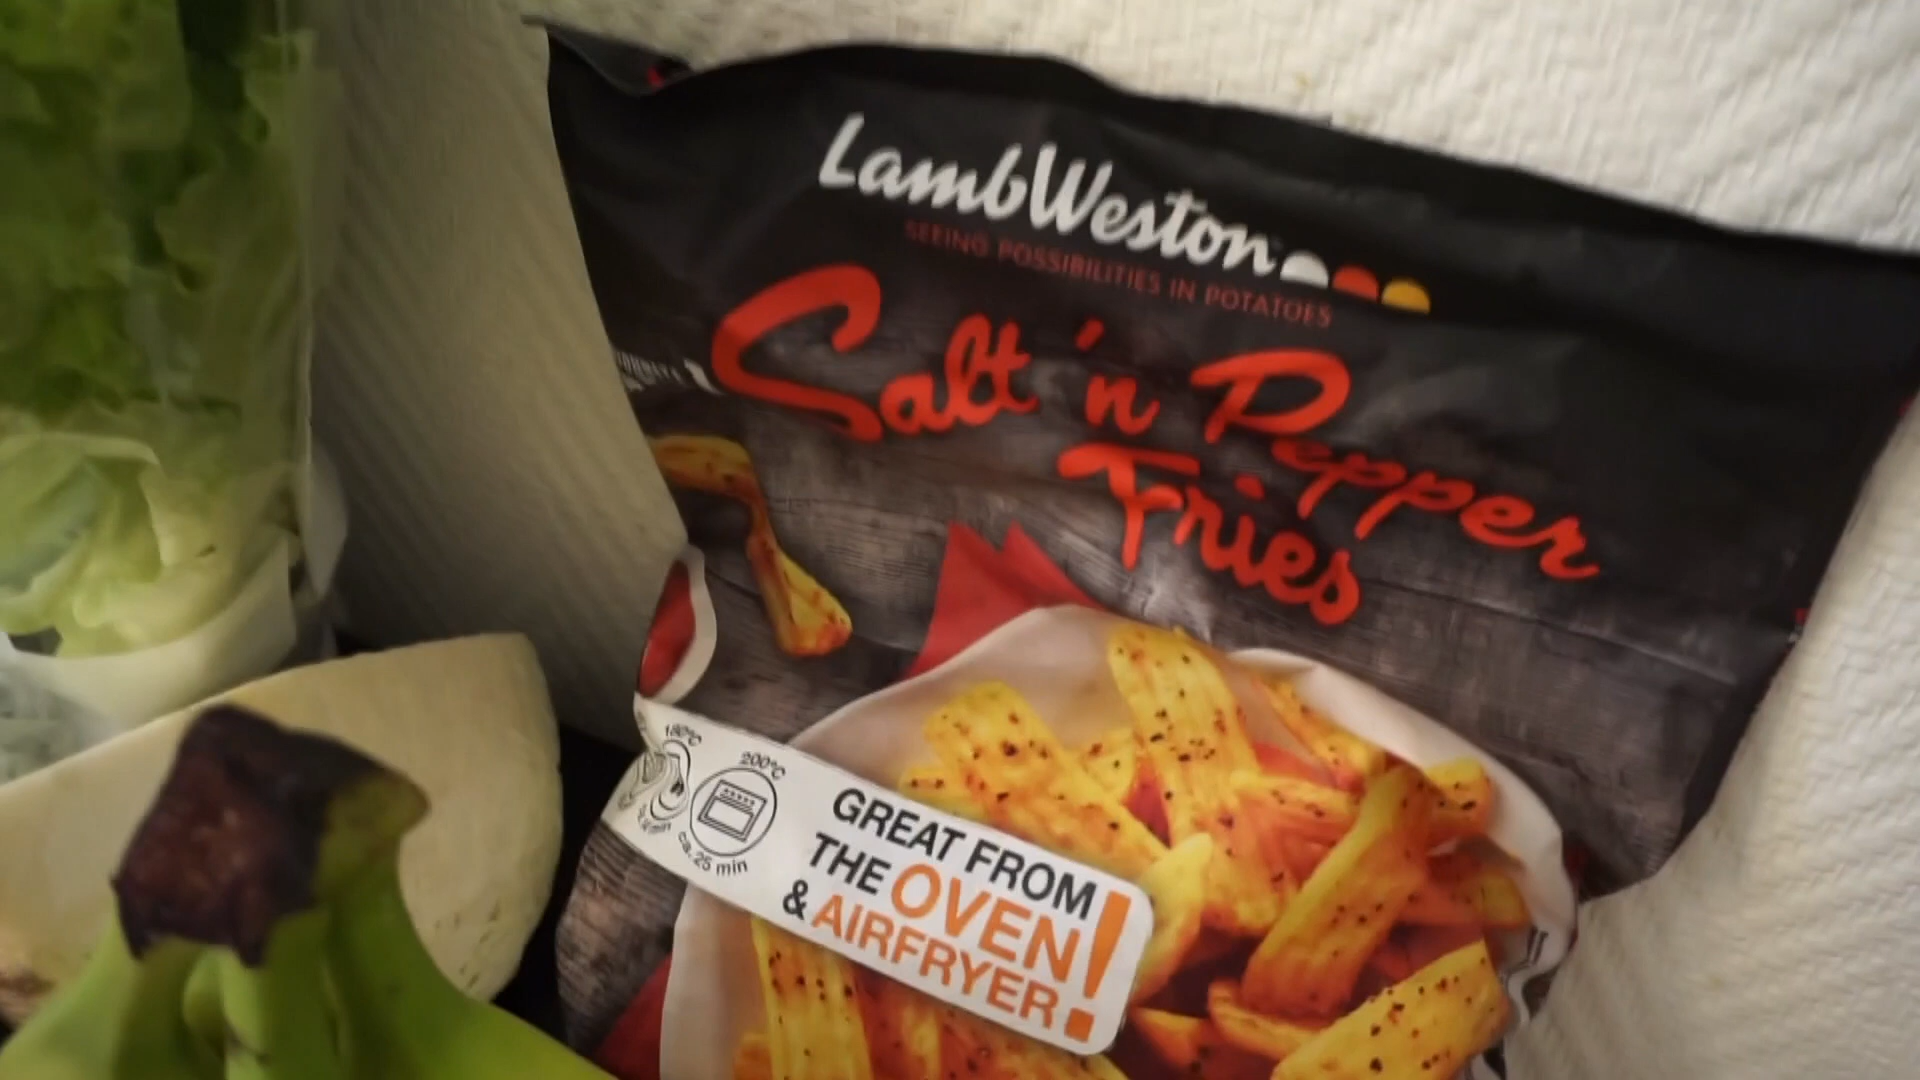 LambWeston
SEEING POSSIBILITIES IN POTATOES
Salt 'n Pepper
Fries
180°C
200°C
ca. 25 min
GREAT FROM
THE OVEN
& AIRFRYER!